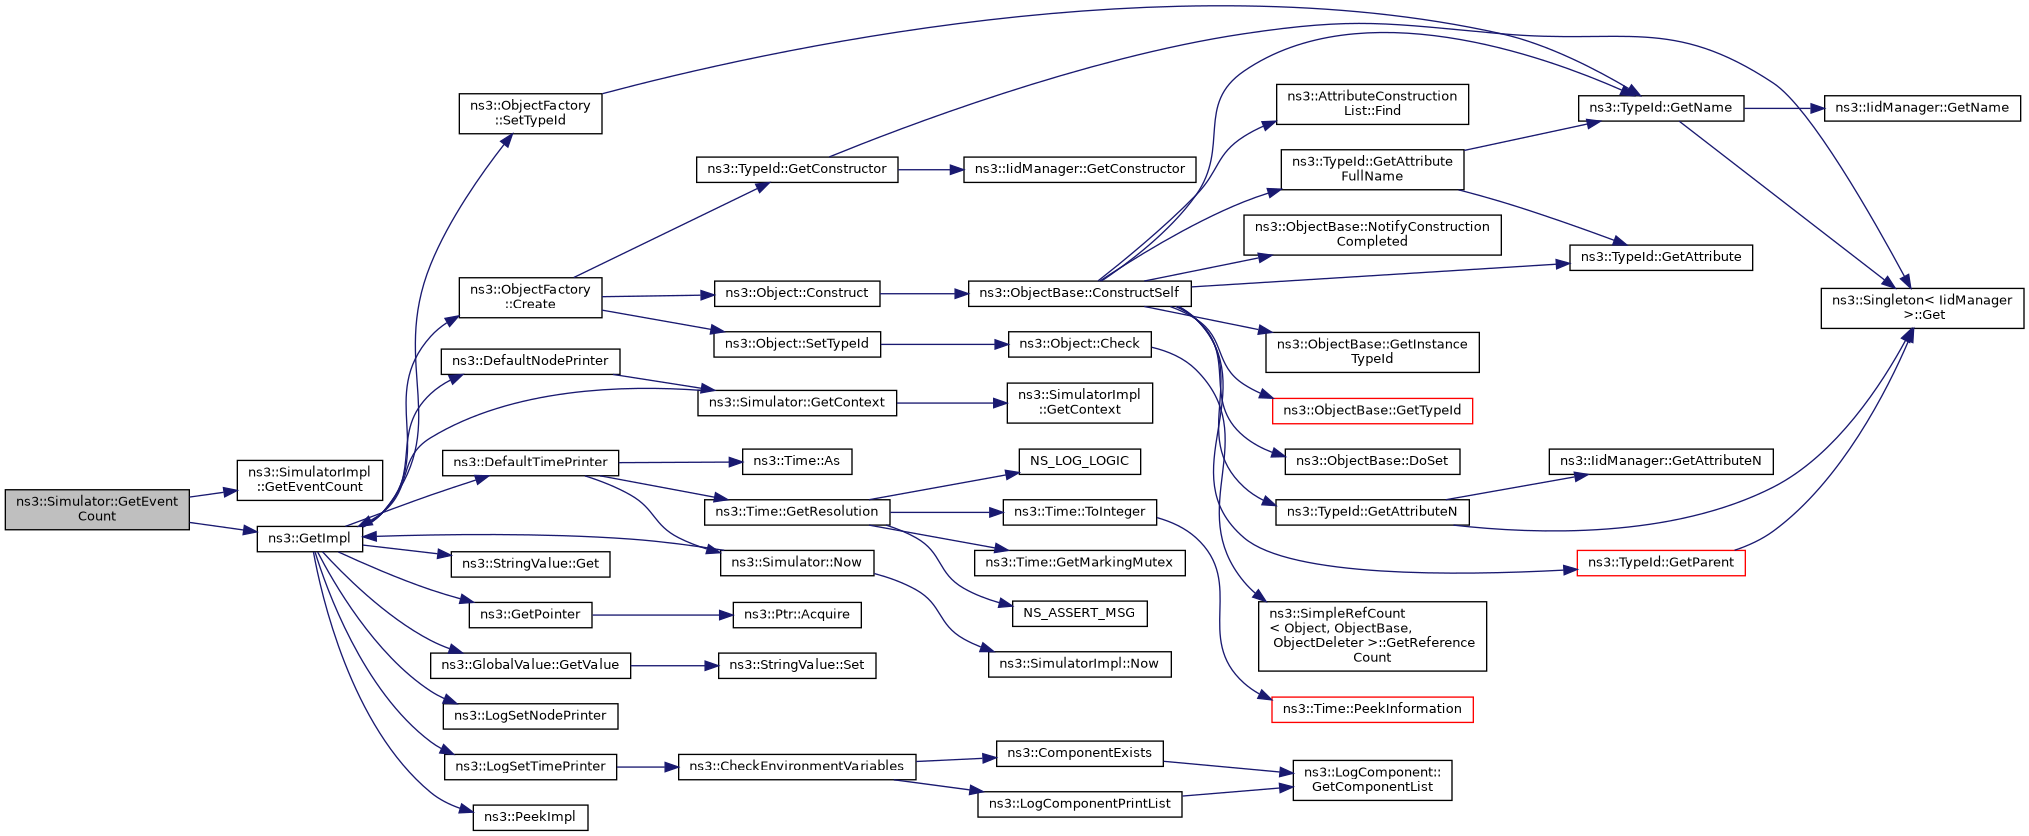 ns3::Simulator::GetEvent
Count
ns3::SimulatorImpl
::GetEventCount
ns3::GetImpl
ns3::ObjectFactory
::SetTypeId
ns3::ObjectFactory
::Create
ns3::DefaultNodePrinter
ns3::DefaultTimePrinter
ns3::StringValue::Get
ns3::GetPointer
ns3::GlobalValue::GetValue
ns3::LogSetNodePrinter
ns3::LogSetTimePrinter
ns3::PeekImpl
ns3::TypeId::GetConstructor
ns3::Object::Construct
ns3::Object::SetTypeId
ns3::Simulator::GetContext
ns3::Time::As
ns3::Time::GetResolution
ns3::Simulator::Now
ns3::Ptr::Acquire
ns3::StringValue::Set
ns3::CheckEnvironmentVariables
ns3::IidManager::GetConstructor
ns3::ObjectBase::ConstructSelf
ns3::Object::Check
ns3::SimulatorImpl
::GetContext
NS_LOG_LOGIC
ns3::Time::ToInteger
ns3::Time::GetMarkingMutex
NS_ASSERT_MSG
ns3::SimulatorImpl::Now
ns3::ComponentExists
ns3::LogComponentPrintList
ns3::AttributeConstruction
List::Find
ns3::TypeId::GetAttribute
FullName
ns3::ObjectBase::NotifyConstruction
Completed
ns3::ObjectBase::GetInstance
TypeId
ns3::ObjectBase::GetTypeId
ns3::ObjectBase::DoSet
ns3::TypeId::GetAttributeN
ns3::SimpleRefCount
< Object, ObjectBase,
ObjectDeleter >::GetReference
Count
ns3::Time::PeekInformation
ns3::LogComponent::
GetComponentList
ns3::TypeId::GetName
ns3::TypeId::GetAttribute
ns3::IidManager::GetAttributeN
ns3::TypeId::GetParent
ns3::IidManager::GetName
ns3::Singleton< IidManager
>::Get